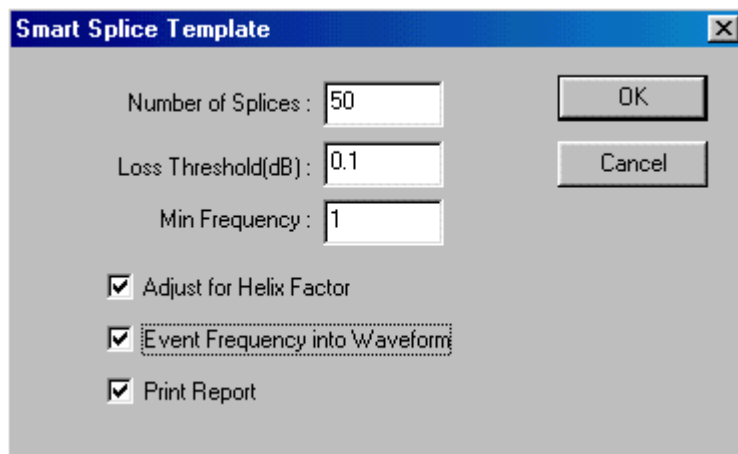 Smart Splice Template
Number of Splices : 50
OK
Loss Threshold(dB) : 0.1
Cancel
Min Frequency : 1
Adjust for Helix Factor
Event Frequency into Waveform
Print Report